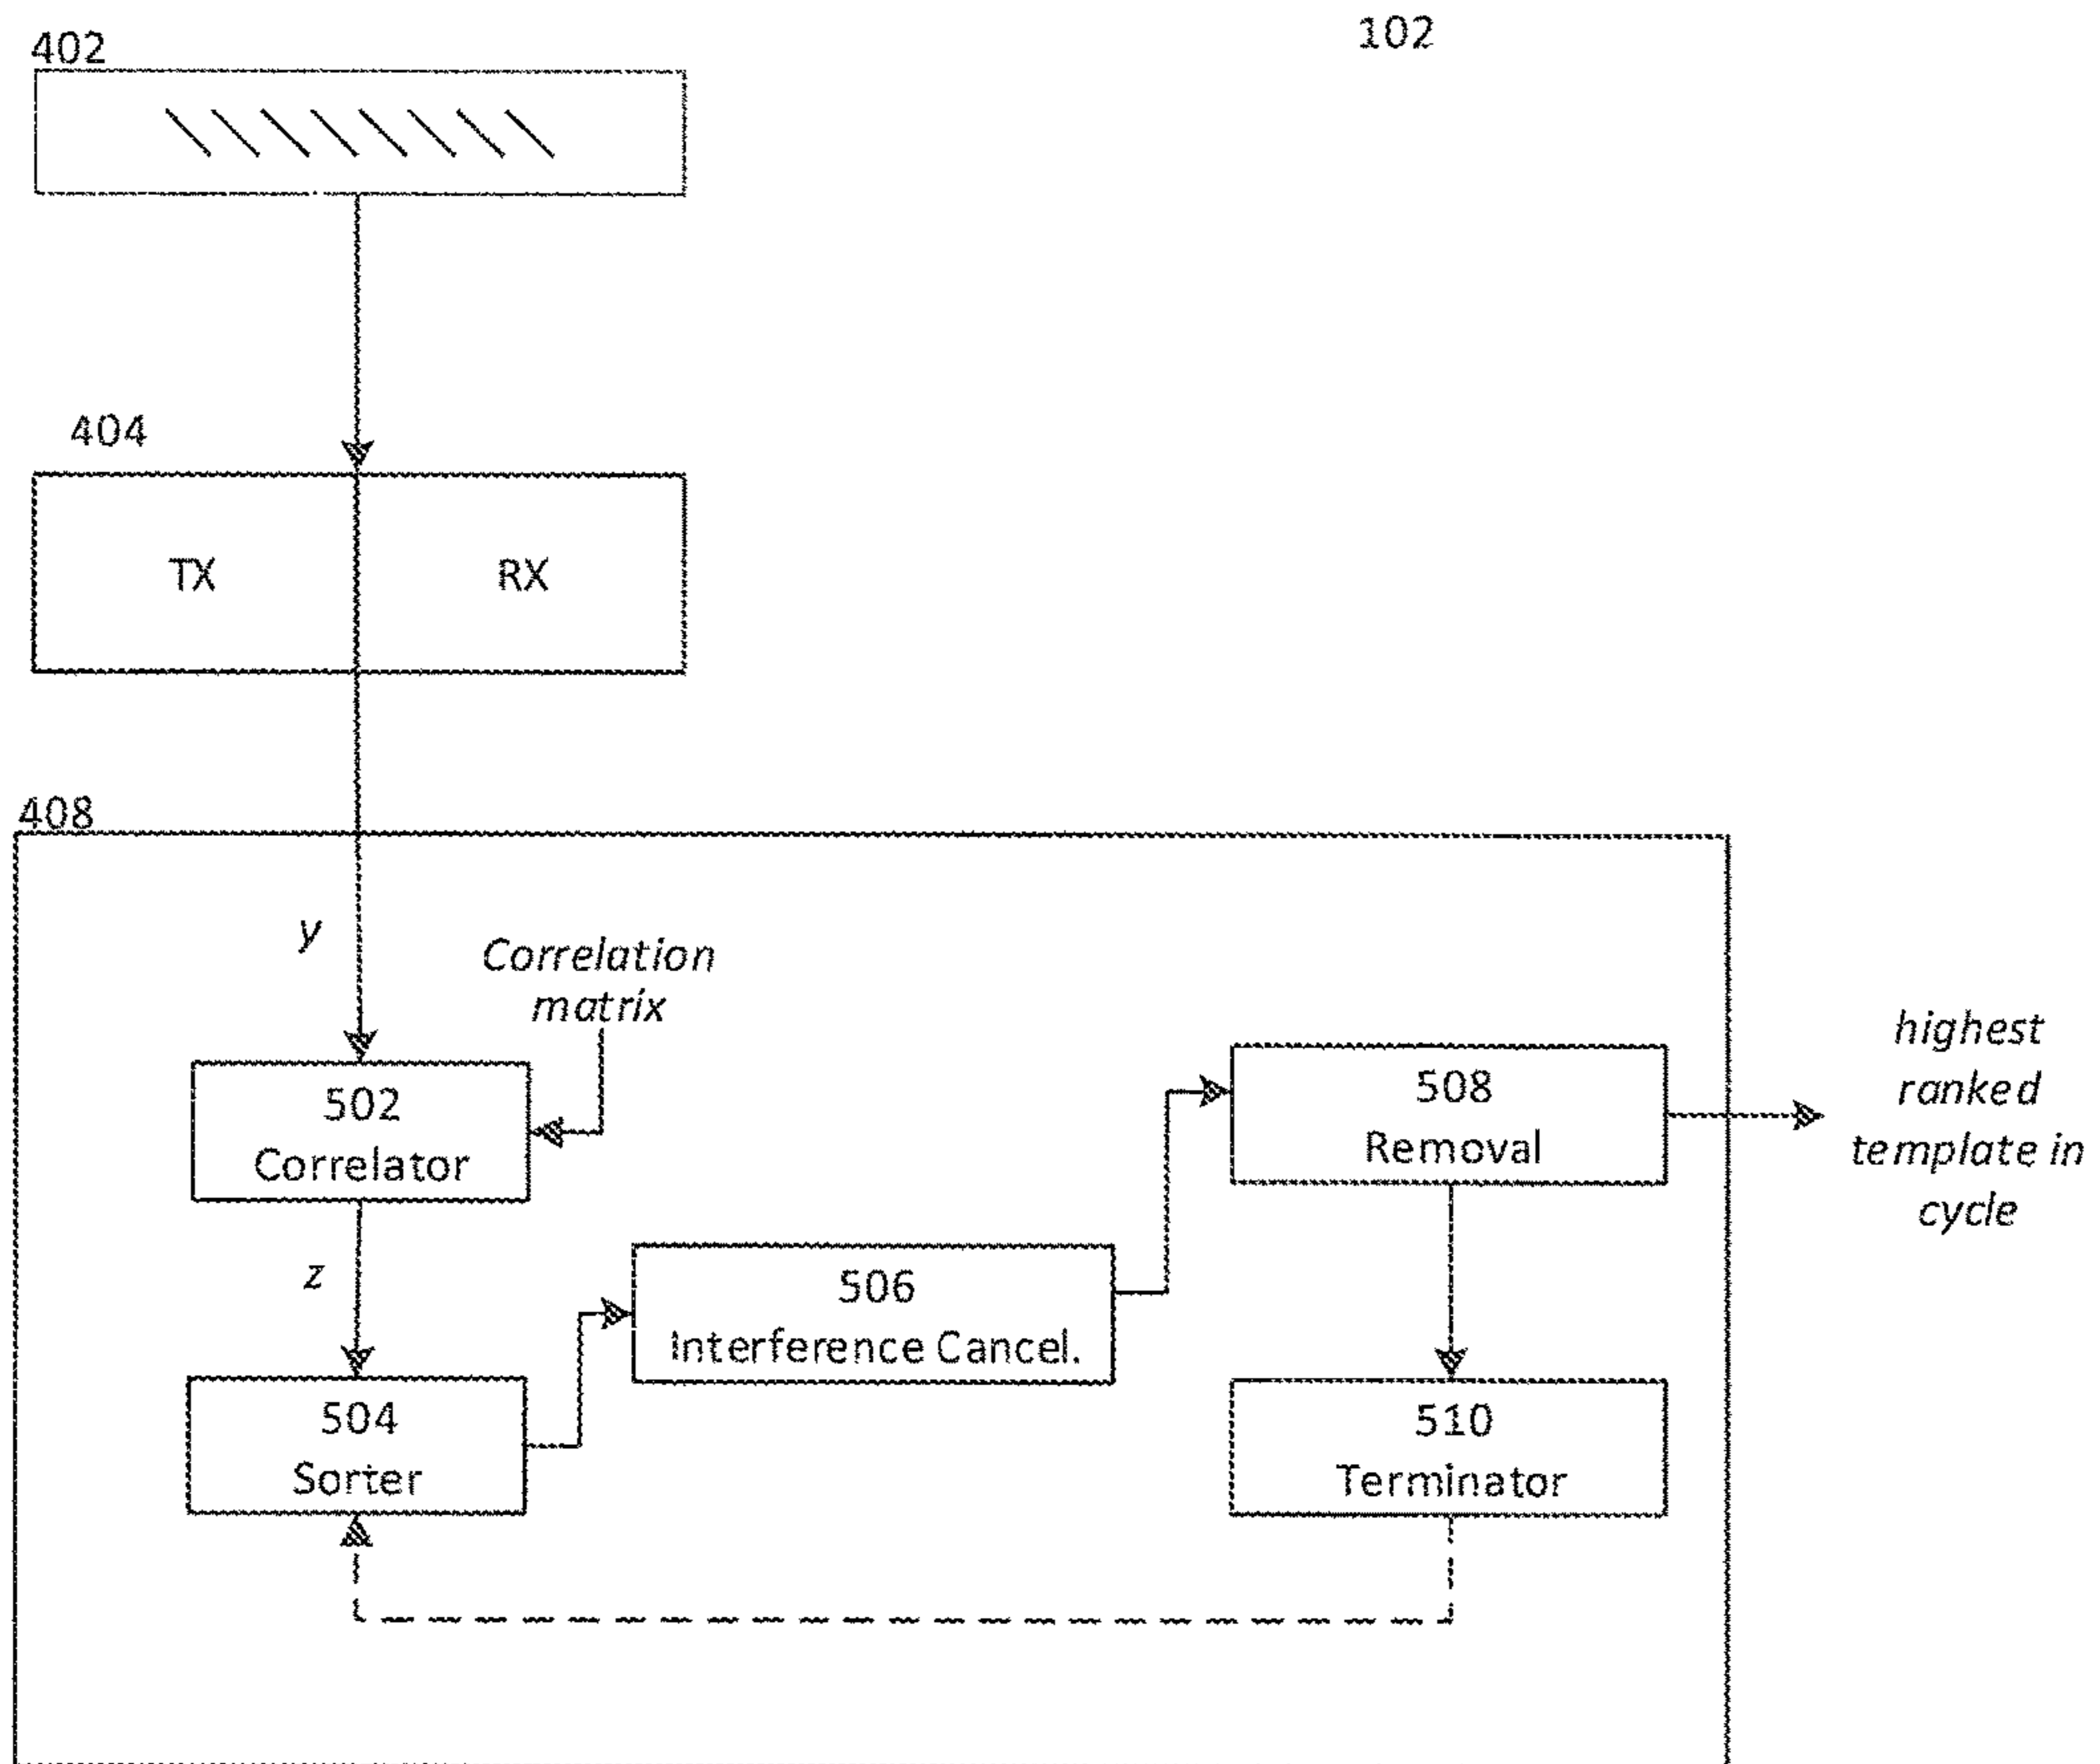 102
402
404
TX
RX
408
y
Correlation
matrix
502
Correlator
z
504
Sorter
506
Interference Cancel.
508
Removal
510
Terminator
highest
ranked
template in
cycle